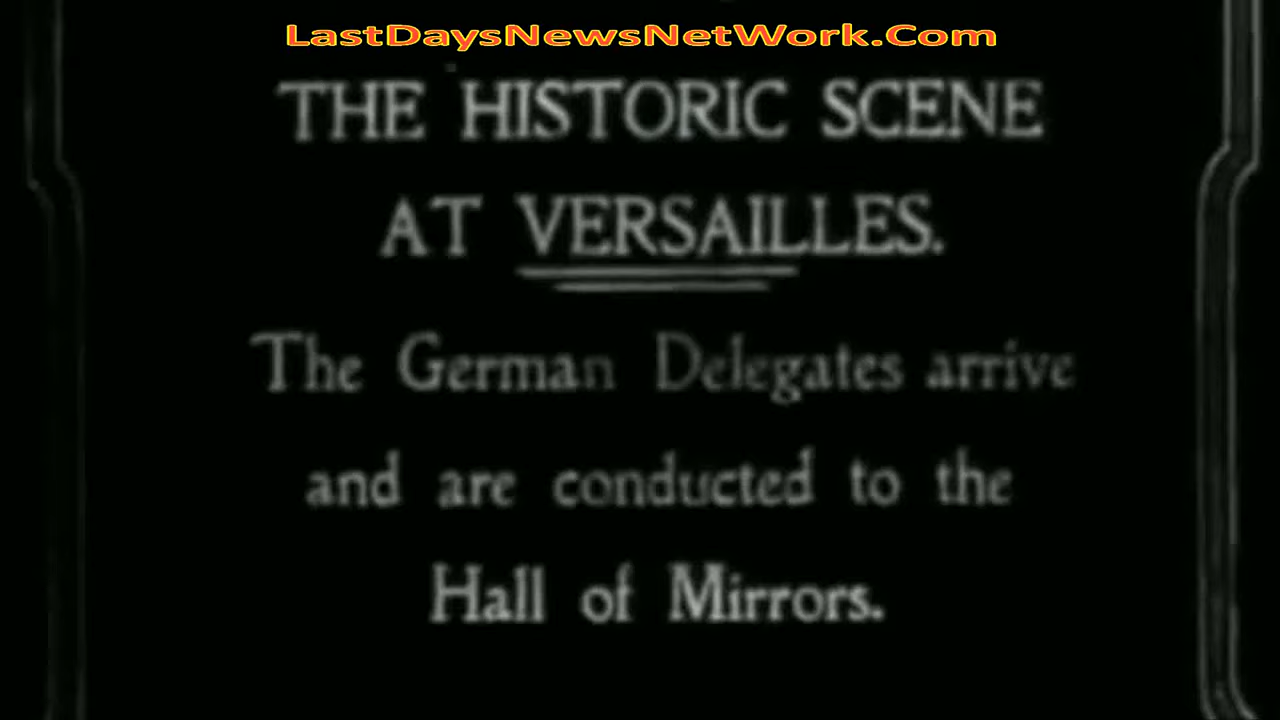 LastDaysNewsNetWork.Com
THE HISTORIC SCENE
AT VERSAILLES.
The German Delegates arrive
and are conducted to the
Hall of Mirrors.